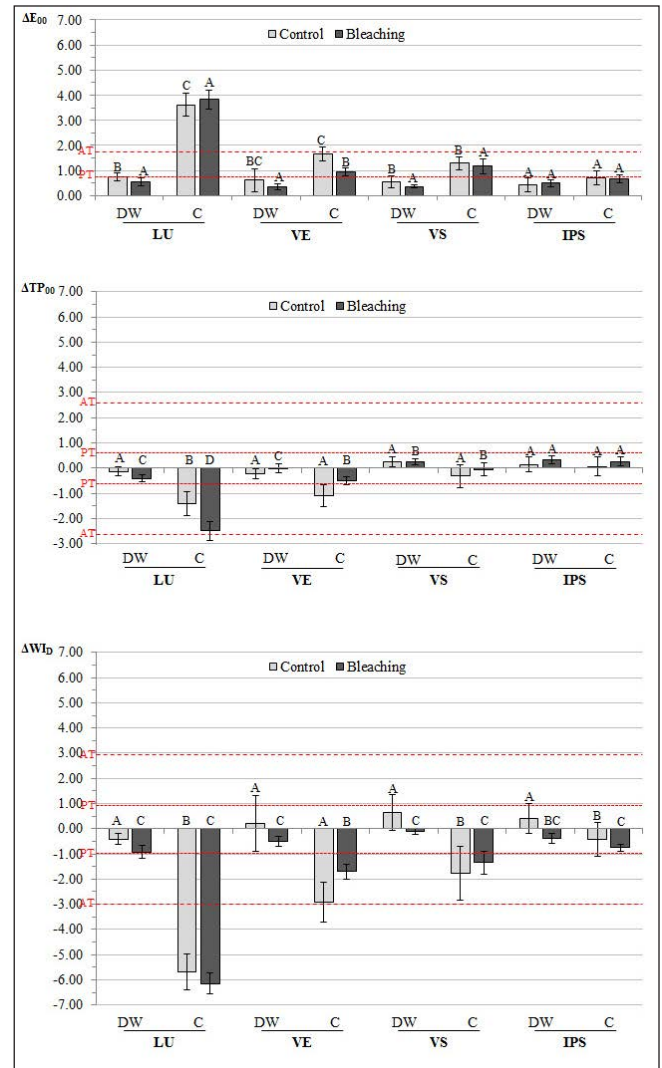 ΔE₀₀ 7.00
Control Bleaching
6.00
5.00
C A
4.00
3.00
2.00
AT C
BC B B A
B A A B A A A A A
1.00
PT
0.00
DW C DW C DW C DW C
LU VE VS IPS
ΔTP₀₀ 7.00
Control Bleaching
6.00
5.00
4.00
3.00
AT
2.00
1.00
PT
A C B D A C A B A B A B A A A A
0.00
PT
-1.00
-2.00
AT
-3.00
DW C DW C DW C DW C
LU VE VS IPS
ΔWI_D 7.00
Control Bleaching
6.00
5.00
4.00
3.00
AT
2.00
A A
1.00 A
PT
A C B C C A B C B C BC B C
0.00
-1.00
PT
-2.00
-3.00
AT
-4.00
-5.00
-6.00
-7.00
DW C DW C DW C DW C
LU VE VS IPS